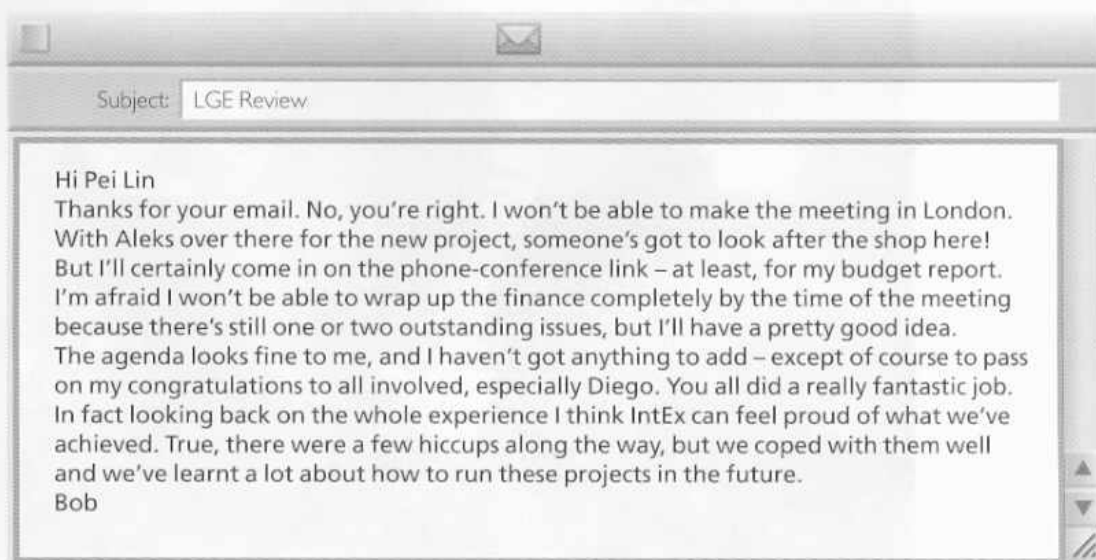 Subject: LGE Review
Hi Pei Lin
Thanks for your email. No, you're right. I won't be able to make the meeting in London.
With Aleks over there for the new project, someone's got to look after the shop here!
But I'll certainly come in on the phone-conference link – at least, for my budget report.
I'm afraid I won't be able to wrap up the finance completely by the time of the meeting
because there's still one or two outstanding issues, but I'll have a pretty good idea.
The agenda looks fine to me, and I haven't got anything to add – except of course to pass
on my congratulations to all involved, especially Diego. You all did a really fantastic job.
In fact looking back on the whole experience I think IntEx can feel proud of what we've
achieved. True, there were a few hiccups along the way, but we coped with them well
and we've learnt a lot about how to run these projects in the future.
Bob